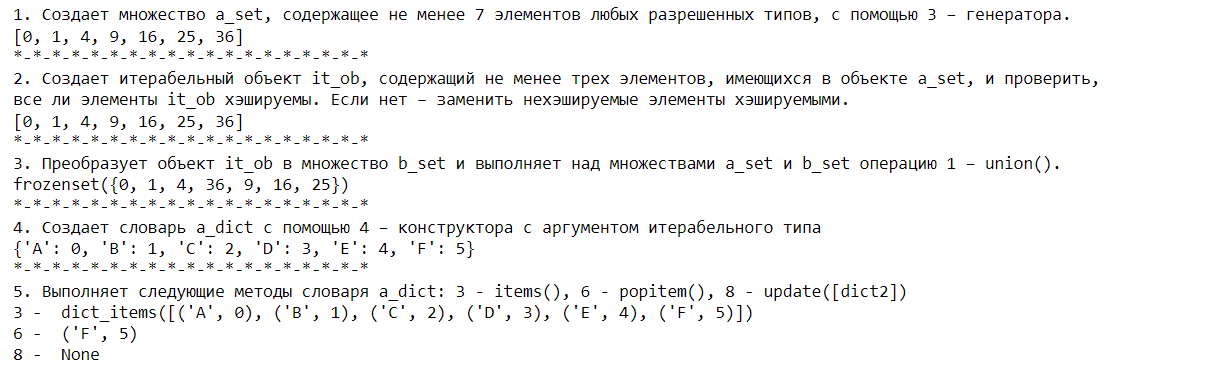 1. Создает множество a_set, содержащее не менее 7 элементов любых разрешенных типов, с помощью 3 – генератора.
[0, 1, 4, 9, 16, 25, 36]
*-*-*-*-*-*-*-*-*-*-*-*-*-*-*-*-*-*-*
2. Создает итерабельный объект it_ob, содержащий не менее трех элементов, имеющихся в объекте a_set, и проверить,
все ли элементы it_ob хэшируемы. Если нет – заменить нехэшируемые элементы хэшируемыми.
[0, 1, 4, 9, 16, 25, 36]
*-*-*-*-*-*-*-*-*-*-*-*-*-*-*-*-*-*-*
3. Преобразует объект it_ob в множество b_set и выполняет над множествами a_set и b_set операцию 1 – union().
frozenset({0, 1, 4, 36, 9, 16, 25})
*-*-*-*-*-*-*-*-*-*-*-*-*-*-*-*-*-*-*
4. Создает словарь a_dict с помощью 4 – конструктора с аргументом итерабельного типа
{'A': 0, 'B': 1, 'C': 2, 'D': 3, 'E': 4, 'F': 5}
*-*-*-*-*-*-*-*-*-*-*-*-*-*-*-*-*-*-*
5. Выполняет следующие методы словаря a_dict: 3 - items(), 6 - popitem(), 8 - update([dict2])
3 -  dict_items([('A', 0), ('B', 1), ('C', 2), ('D', 3), ('E', 4), ('F', 5)])
6 -  ('F', 5)
8 -  None